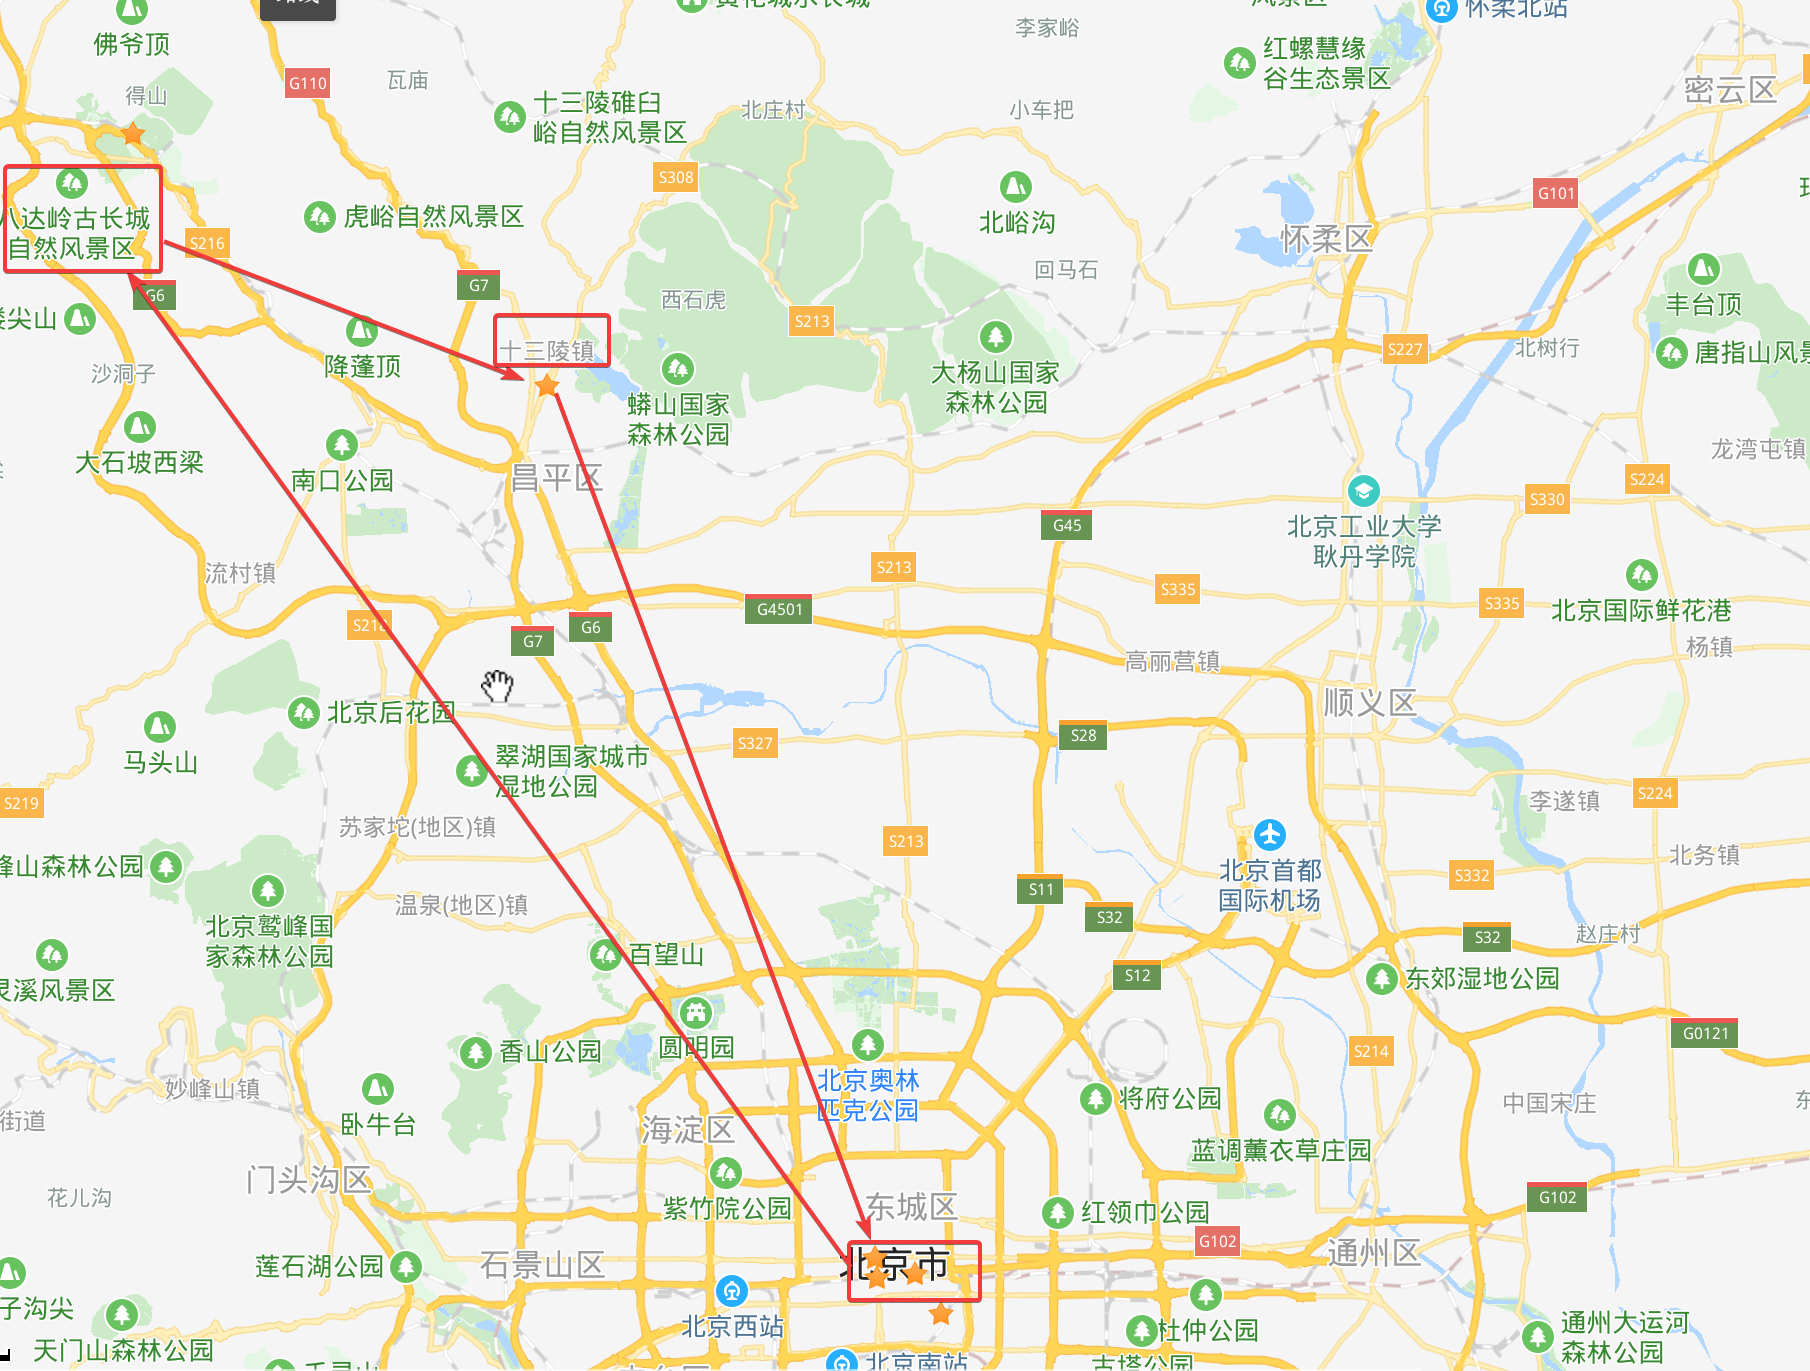 佛爷顶
G110
瓦庙
李家峪
怀柔北站
红螺慧缘
谷生态景区
密云区
得山
十三陵碓臼
峪自然风景区
北庄村
小车把
S308
G101
八达岭古长城
自然风景区
S216
虎峪自然风景区
北峪沟
怀柔区
回马石
G6
G7
西石虎
S213
丰台顶
降蓬顶
十三陵镇
大杨山国家
森林公园
S227
北树行
唐指山风景
沙洞子
蟒山国家
森林公园
大石坡西梁
南口公园
昌平区
龙湾屯镇
S224
S330
G45
北京工业大学
耿丹学院
流村镇
S213
S335
S335
北京国际鲜花港
G4501
S218
G7
G6
高丽营镇
杨镇
顺义区
北京后花园
马头山
翠湖国家城市
湿地公园
S327
S28
S219
苏家坨(地区)镇
S213
李遂镇
S224
北京首都
国际机场
北务镇
峰山森林公园
S332
S11
温泉(地区)镇
北京鹫峰国
家森林公园
S32
S32
赵庄村
百望山
S12
东郊湿地公园
灵溪风景区
圆明园
香山公园
G0121
S214
妙峰山镇
街道
卧牛台
北京奥林
匹克公园
将府公园
中国宋庄
海淀区
蓝调薰衣草庄园
门头沟区
花儿沟
紫竹院公园
东城区
红领巾公园
G102
G102
通州区
莲石湖公园
石景山区
北京市
子沟尖
天门山森林公园
北京西站
杜仲公园
通州大运河
森林公园
北京南站
古塔公园